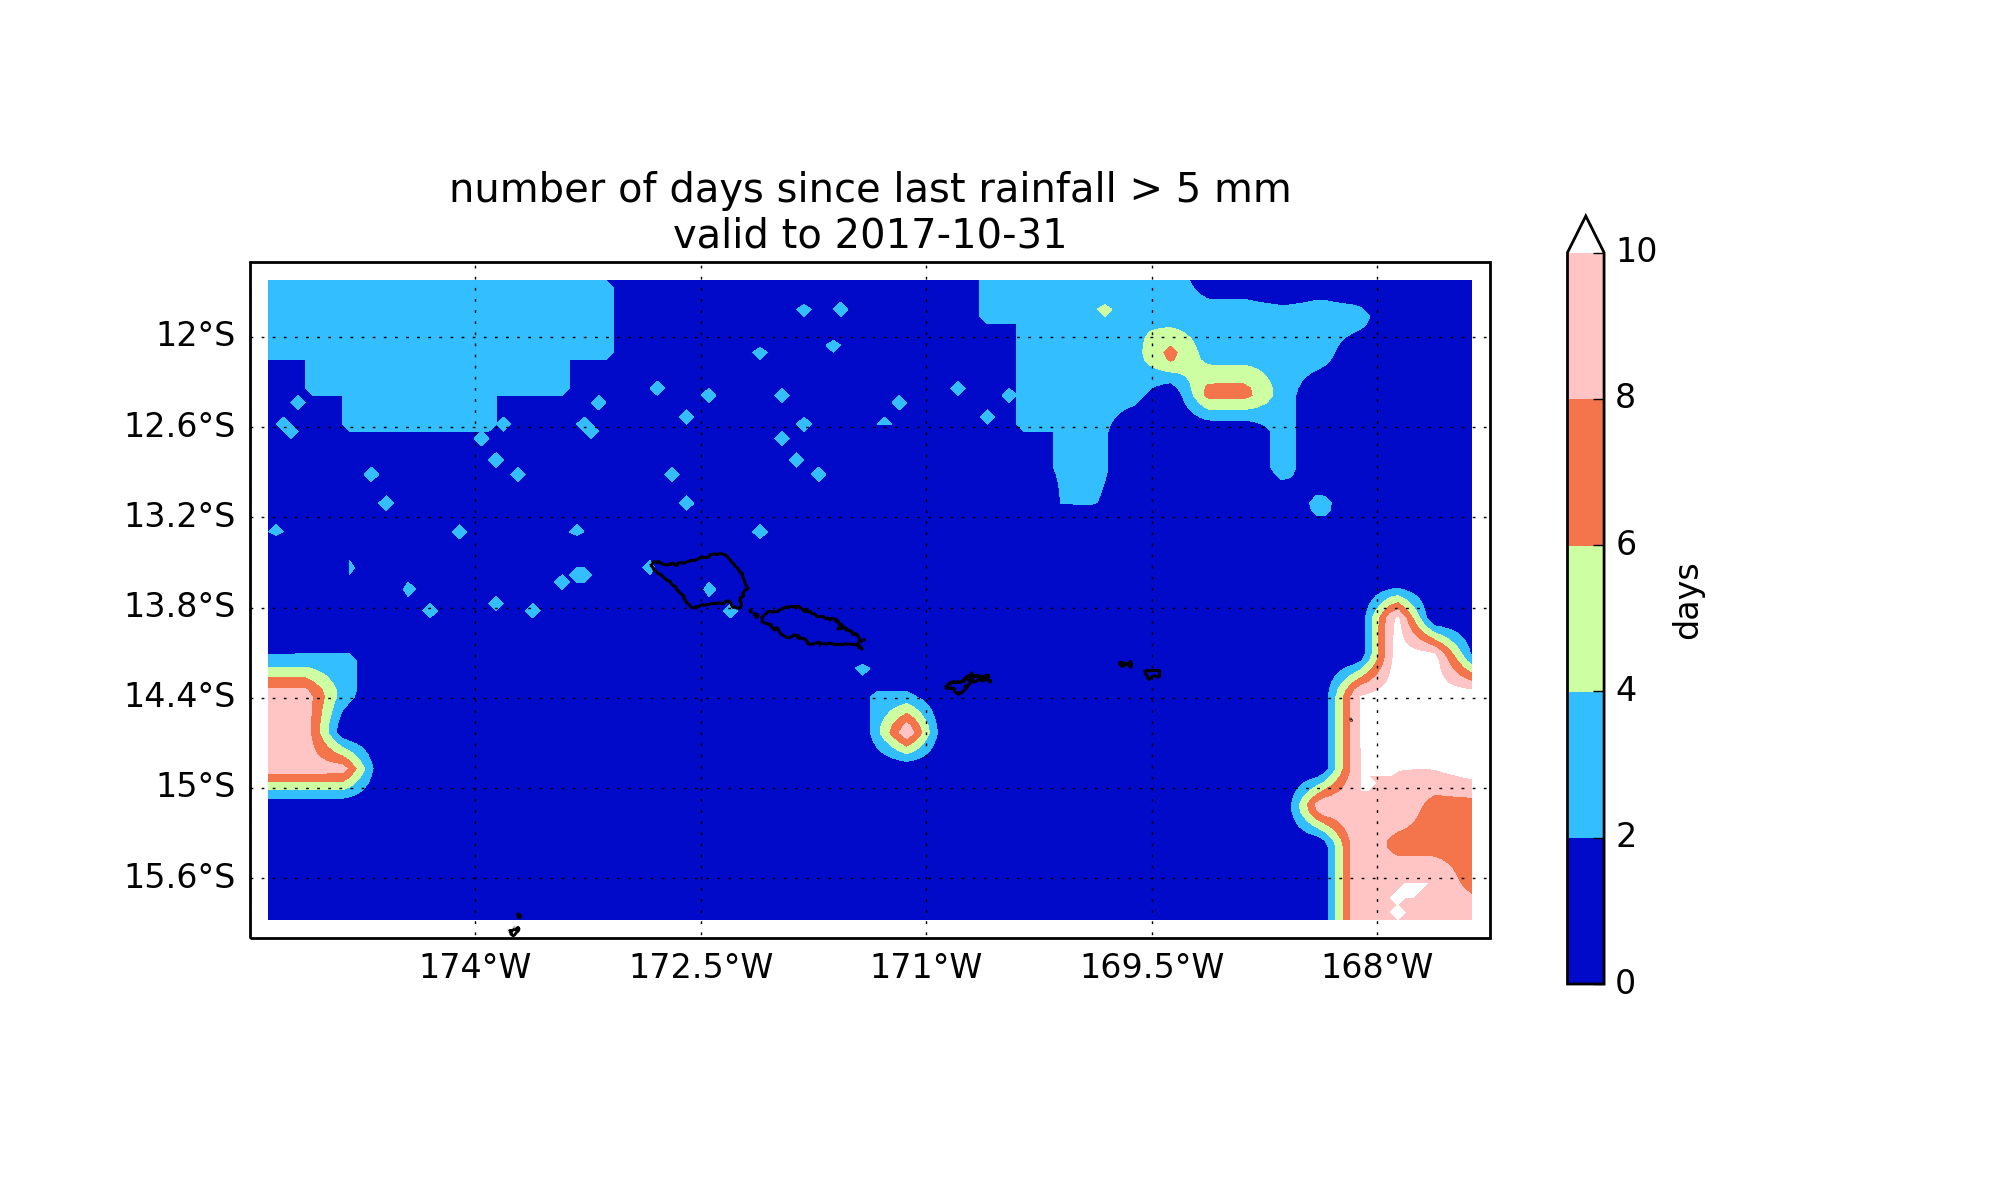 number of days since last rainfall > 5 mm
valid to 2017-10-31
12°S
12.6°S
13.2°S
13.8°S
14.4°S
15°S
15.6°S
174°W
172.5°W
171°W
169.5°W
168°W
10
8
6
4
2
0
days